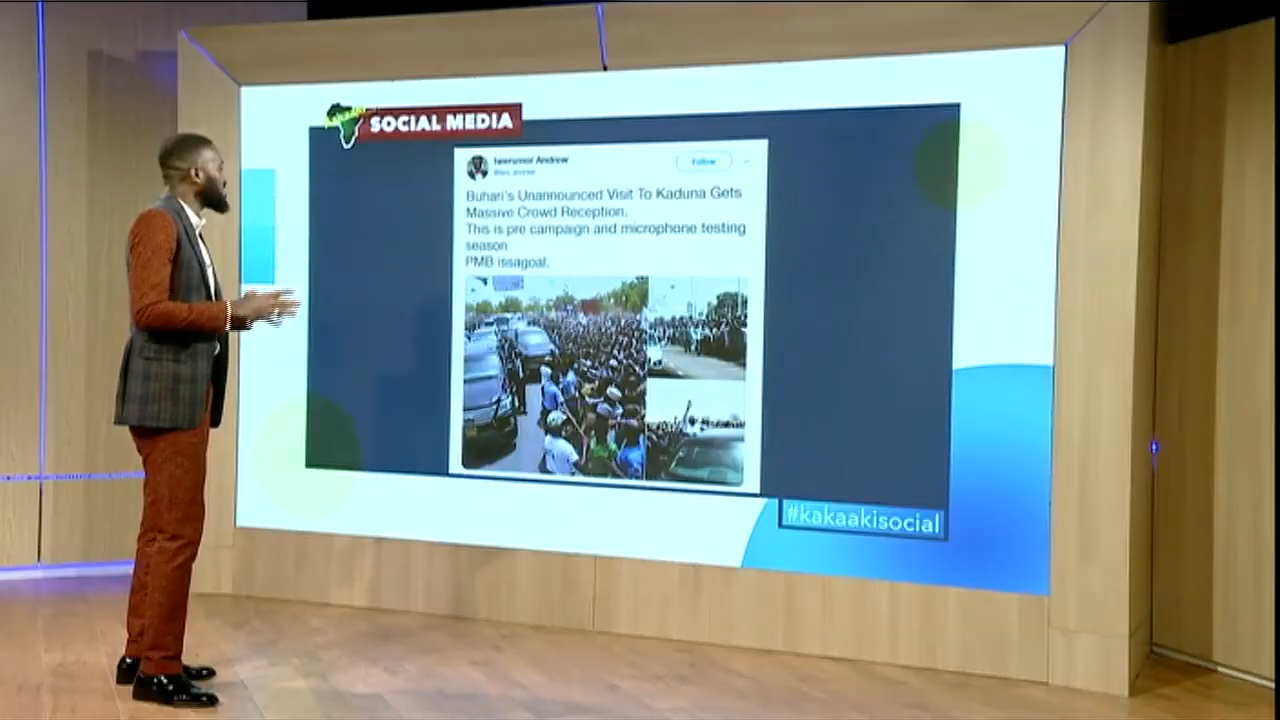 SOCIAL MEDIA
Andrew
Follow
Buhari's Unannounced Visit To Kaduna Gets
Massive Crowd Reception.
This is pre campaign and microphone testing
season
PMB issagoal.
#kakaakisocial